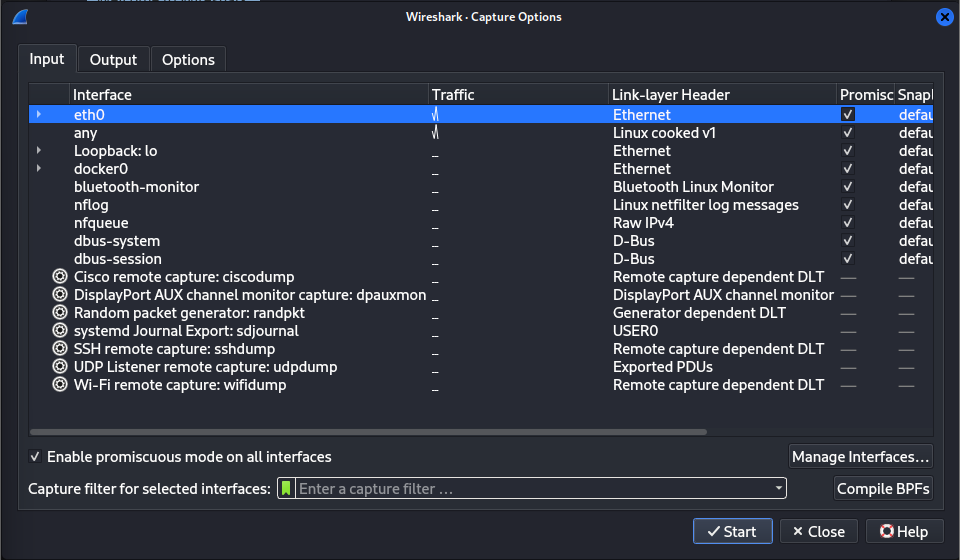 Wireshark · Capture Options
Input Output Options
Interface Traffic Link-layer Header Promisc Snapl
eth0 Ethernet defau
any Linux cooked v1 defau
Loopback: lo _ Ethernet defau
docker0 _ Ethernet defau
bluetooth-monitor _ Bluetooth Linux Monitor defau
nflog _ Linux netfilter log messages defau
nfqueue _ Raw IPv4 defau
dbus-system _ D-Bus defau
dbus-session _ D-Bus defau
Cisco remote capture: ciscodump _ Remote capture dependent DLT — —
DisplayPort AUX channel monitor capture: dpauxmon _ DisplayPort AUX channel monitor — —
Random packet generator: randpkt _ Generator dependent DLT — —
systemd Journal Export: sdjournal _ USER0 — —
SSH remote capture: sshdump _ Remote capture dependent DLT — —
UDP Listener remote capture: udpdump _ Exported PDUs — —
Wi-Fi remote capture: wifidump _ Remote capture dependent DLT — —
Enable promiscuous mode on all interfaces Manage Interfaces...
Capture filter for selected interfaces: Enter a capture filter ... Compile BPFs
Start Close Help